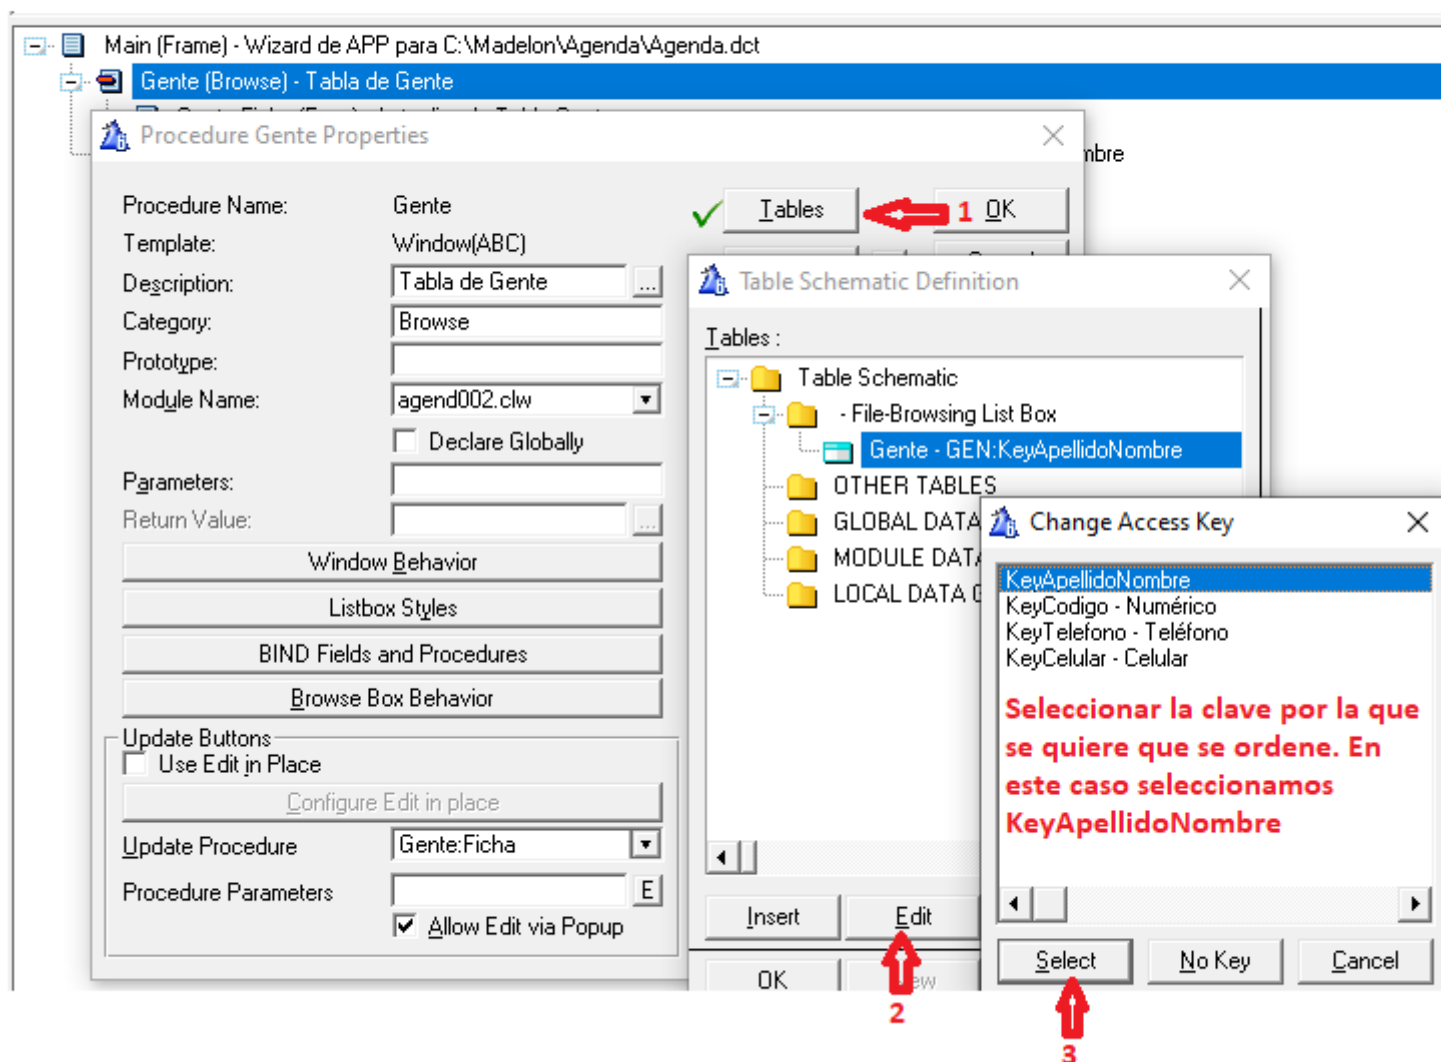 Main (Frame) - Wizard de APP para C:\Madelon\Agenda\Agenda.dct
Gente (Browse) - Tabla de Gente
Procedure Gente Properties
mbre
Procedure Name: Gente
Tables
1
OK
Template: Window(ABC)
Description: Tabla de Gente ...
Category: Browse
Prototype:
Module Name: agend002.clw
Declare Globally
Parameters:
Return Value: ...
Window Behavior
Listbox Styles
BIND Fields and Procedures
Browse Box Behavior
Update Buttons
Use Edit in Place
Configure Edit in place
Update Procedure Gente:Ficha
Procedure Parameters E
Allow Edit via Popup
Table Schematic Definition
Tables :
Table Schematic
- File-Browsing List Box
Gente - GEN:KeyApellidoNombre
OTHER TABLES
GLOBAL DATA
MODULE DATA
LOCAL DATA
Insert
Edit
OK
2
Change Access Key
KeyApellidoNombre
KeyCodigo - Numérico
KeyTelefono - Teléfono
KeyCelular - Celular
Seleccionar la clave por la que
se quiere que se ordene. En
este caso seleccionamos
KeyApellidoNombre
Select
No Key
Cancel
3